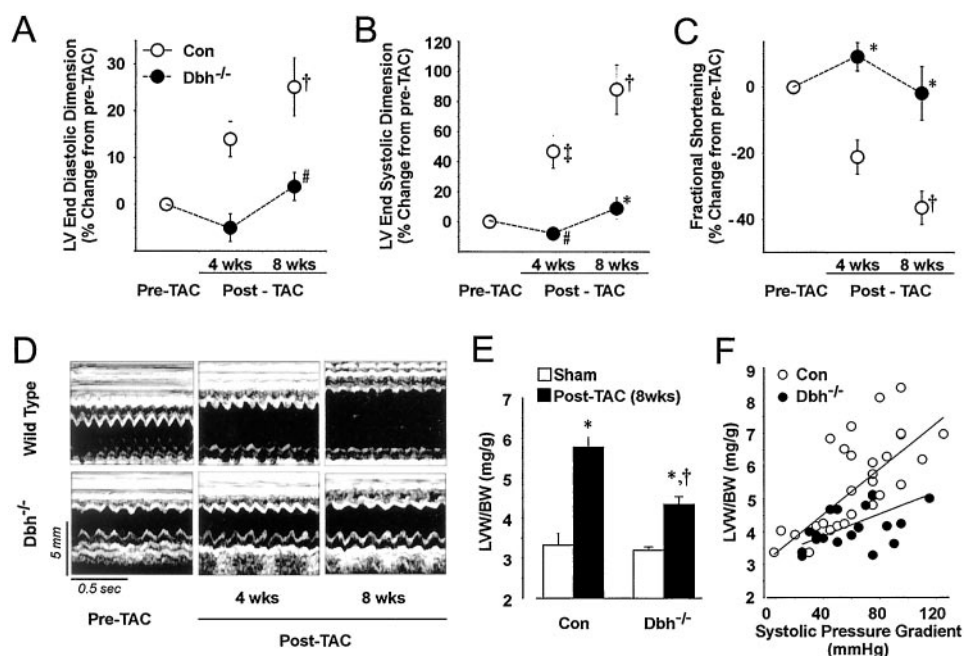 A
Con
Dbh-/-
LV End Diastolic Dimension
(% Change from pre-TAC)
30
20
10
0
4 wks
8 wks
Pre-TAC
Post - TAC
†
#
B
LV End Systolic Dimension
(% Change from pre-TAC)
120
100
80
60
40
20
0
4 wks
8 wks
Pre-TAC
Post - TAC
‡
†
#
*
C
Fractional Shortening
(% Change from pre-TAC)
0
-20
-40
4 wks
8 wks
Pre-TAC
Post - TAC
*
*
†
D
Wild Type
Dbh-/-
5 mm
0.5 sec
4 wks
8 wks
Pre-TAC
Post-TAC
E
Sham
Post-TAC (8wks)
LVW/BW (mg/g)
7
6
5
4
3
2
*
*,†
Con
Dbh-/-
F
Con
Dbh-/-
LVW/BW (mg/g)
9
8
7
6
5
4
3
2
0
40
80
120
Systolic Pressure Gradient
(mmHg)